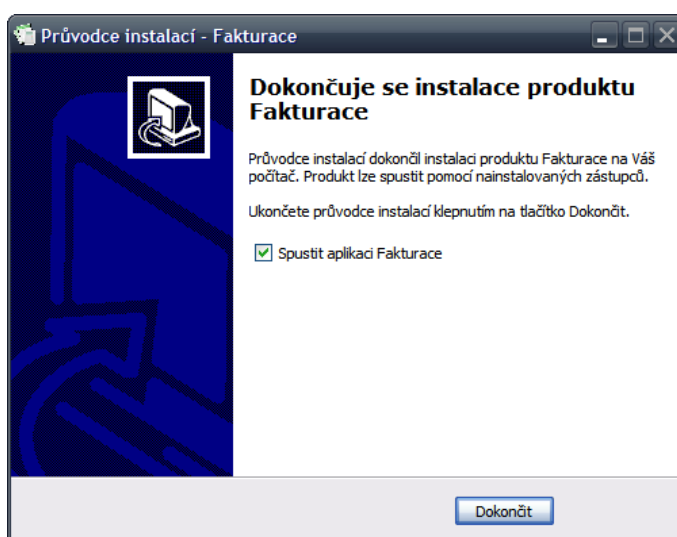 Průvodce instalací - Fakturace
Dokončuje se instalace produktu
Fakturace
Průvodce instalací dokončil instalaci produktu Fakturace na Váš
počítač. Produkt lze spustit pomocí nainstalovaných zástupců.
Ukončete průvodce instalací klepnutím na tlačítko Dokončit.
Spustit aplikaci Fakturace
Dokončit